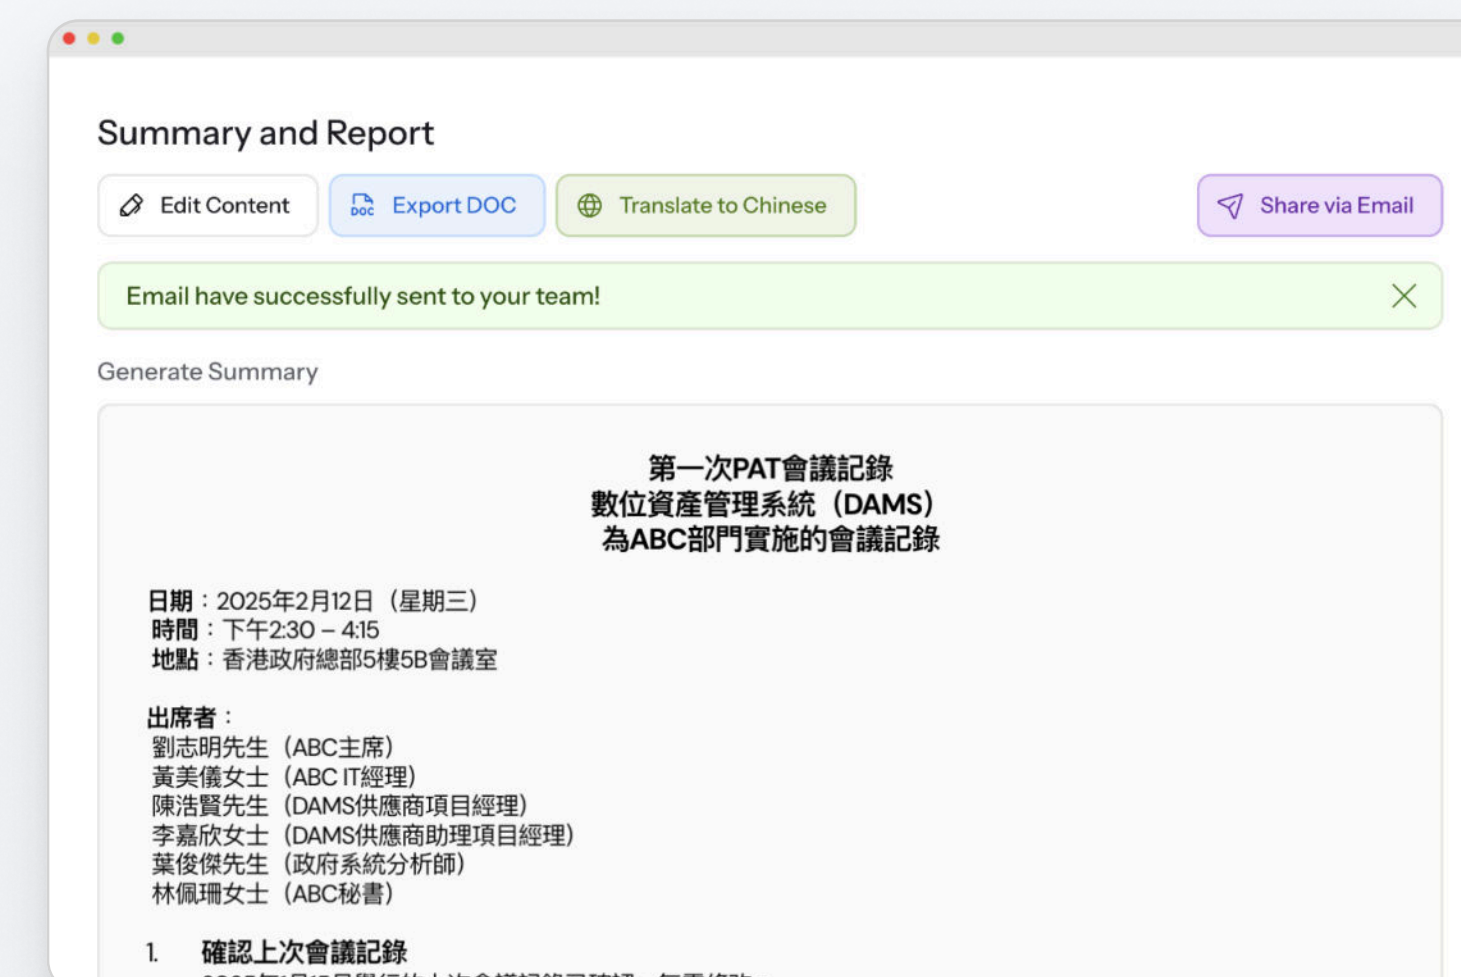 Summary and Report
Edit Content
DOC
Export DOC
Translate to Chinese
Share via Email
Email have successfully sent to your team!
Generate Summary
第一次PAT會議記錄
數位資產管理系統（DAMS）
為ABC部門實施的會議記錄
日期：2025年2月12日（星期三）
時間：下午2:30 – 4:15
地點：香港政府總部5樓5B會議室
出席者：
劉志明先生（ABC主席）
黃美儀女士（ABC IT經理）
陳浩賢先生（DAMS供應商項目經理）
李嘉欣女士（DAMS供應商助理項目經理）
葉俊傑先生（政府系統分析師）
林佩珊女士（ABC秘書）
1. 確認上次會議記錄